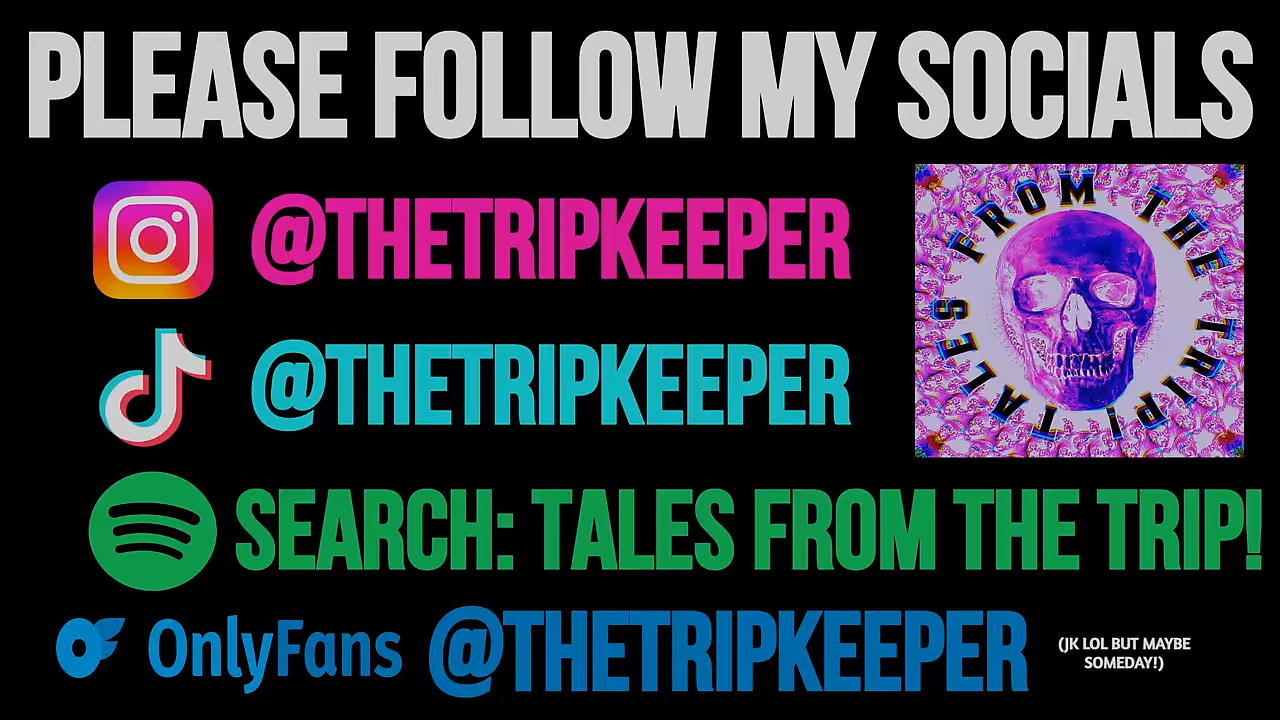 PLEASE FOLLOW MY SOCIALS
@THETRIPKEEPER
TALES FROM THE TRIP!
@THETRIPKEEPER
SEARCH: TALES FROM THE TRIP!
OnlyFans @THETRIPKEEPER
(JK LOL BUT MAYBE
SOMEDAY!)